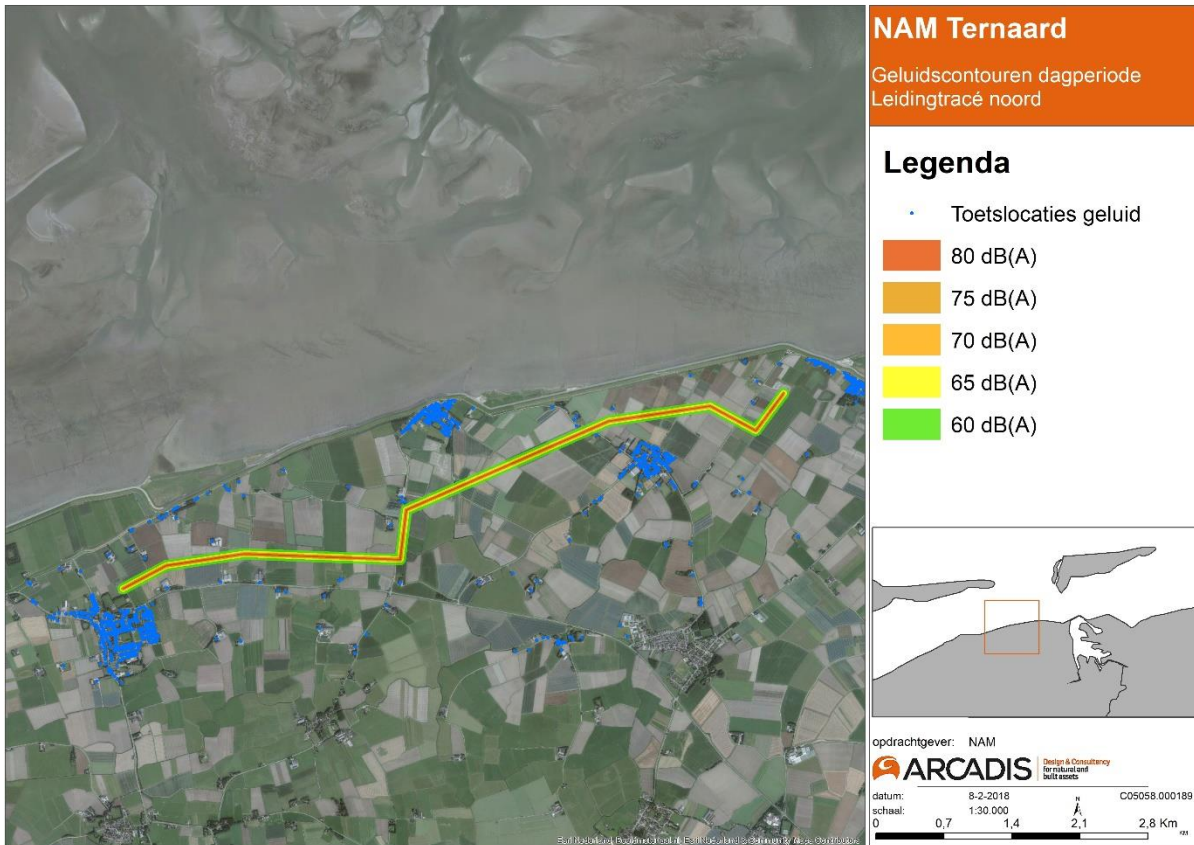 NAM Ternaard
Geluidscontouren dagperiode
Leidingtracé noord
Legenda
Toetslocaties geluid
80 dB(A)
75 dB(A)
70 dB(A)
65 dB(A)
60 dB(A)
opdrachtgever: NAM
ARCADIS
Design & Consultancy
for natural and
built assets
datum: 8-2-2018 N C05058.000189
schaal: 1:30.000
0 0,7 1,4 2,1 2,8 Km
KM